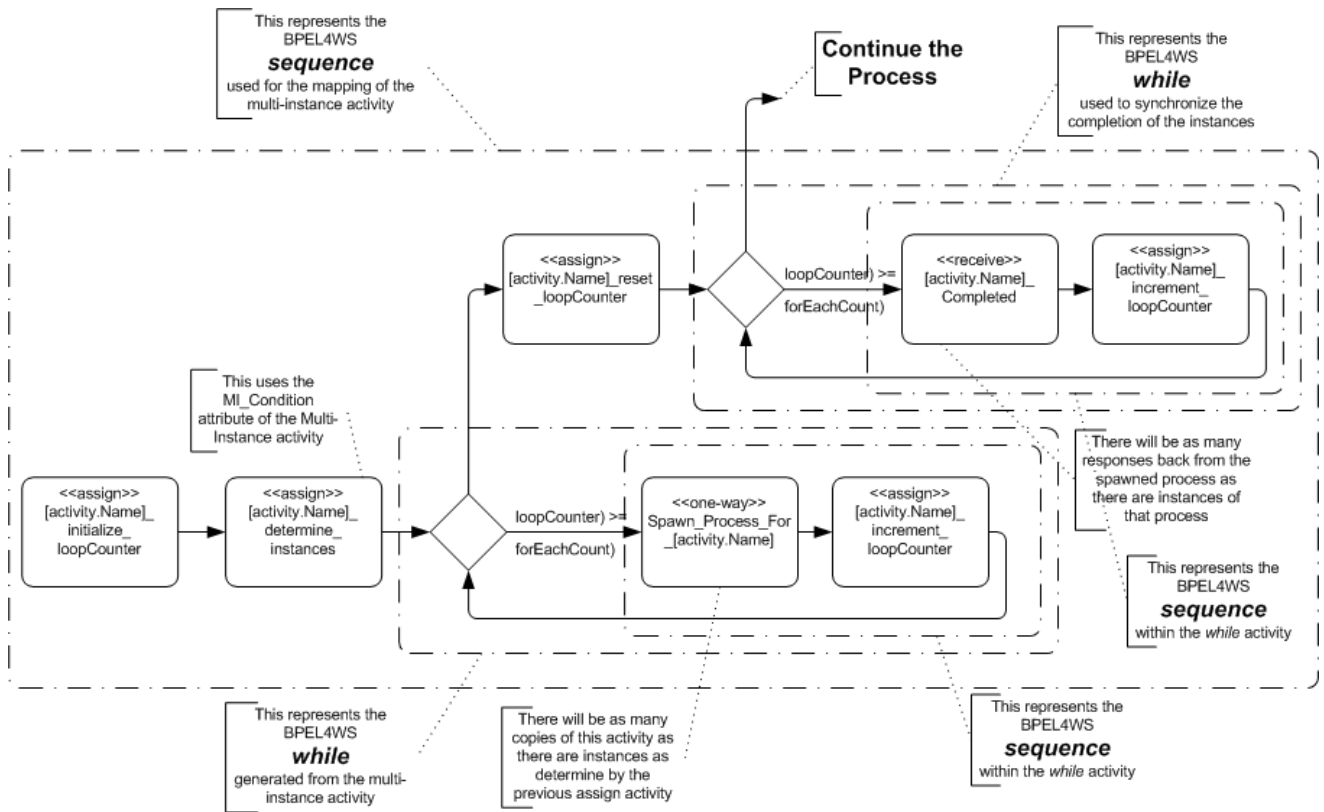 This represents the
BPEL4WS
sequence
used for the mapping of the
multi-instance activity
Continue the
Process
This represents the
BPEL4WS
while
used to synchronize the
completion of the instances
<<assign>>
[activity.Name]_reset
_loopCounter
loopCounter) >=
forEachCount)
<<receive>>
[activity.Name]_
Completed
<<assign>>
[activity.Name]_
increment_
loopCounter
This uses the
MI_Condition
attribute of the Multi-
Instance activity
There will be as many
responses back from the
spawned process as
there are instances of
that process
<<assign>>
[activity.Name]_
initialize_
loopCounter
<<assign>>
[activity.Name]_
determine_
instances
loopCounter) >=
forEachCount)
<<one-way>>
Spawn_Process_For
_[activity.Name]
<<assign>>
[activity.Name]_
increment_
loopCounter
This represents the
BPEL4WS
sequence
within the while activity
This represents the
BPEL4WS
while
generated from the multi-
instance activity
There will be as many
copies of this activity as
there are instances as
determine by the
previous assign activity
This represents the
BPEL4WS
sequence
within the while activity